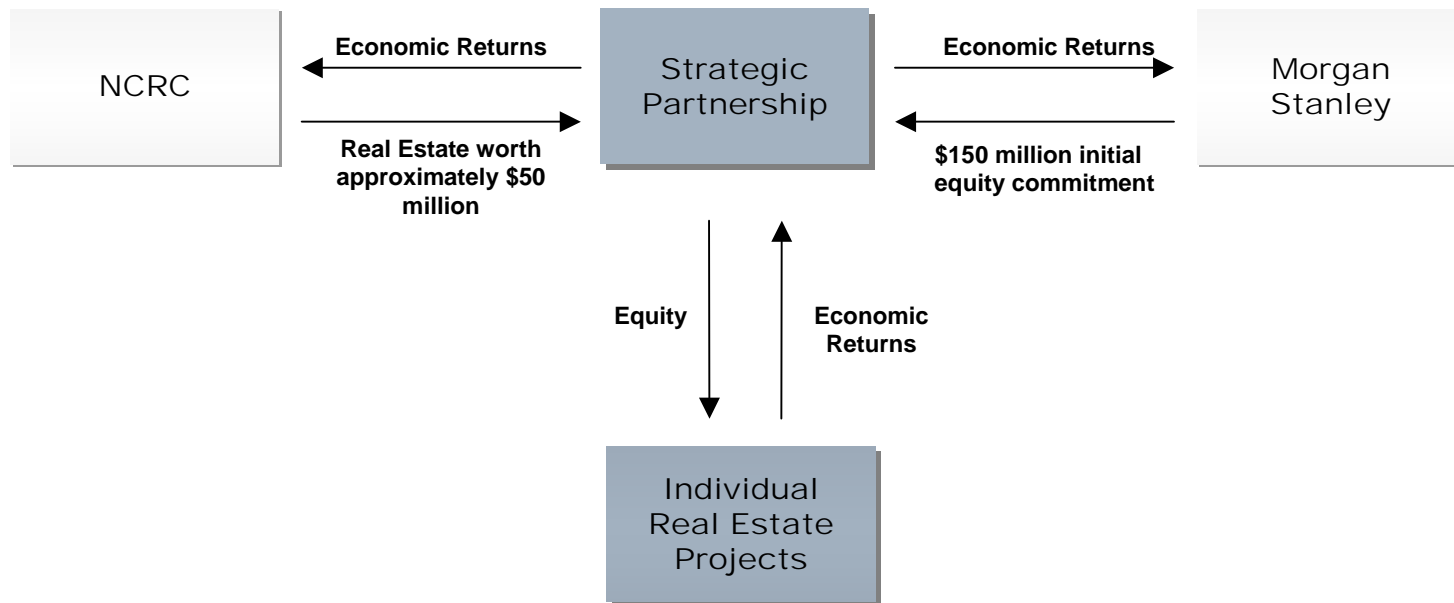 NCRC
Economic Returns
Real Estate worth
approximately $50
million
Strategic
Partnership
Economic Returns
$150 million initial
equity commitment
Morgan
Stanley
Equity
Economic
Returns
Individual
Real Estate
Projects